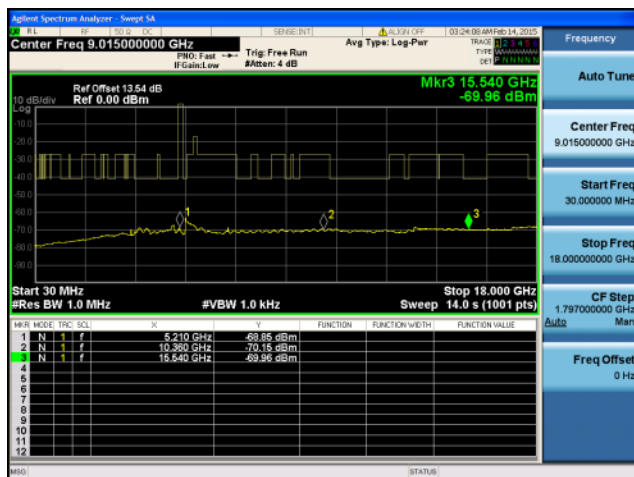 Agilent Spectrum Analyzer - Swept SA
RL RF 50 Ω DC SENSE:INT ALIGN OFF 03:24:08 AM Feb 14, 2015
Center Freq 9.015000000 GHz
PNO: Fast
IFGain:Low
Trig: Free Run
#Atten: 4 dB
Avg Type: Log-Pwr
TRACE 1 2 3 4 5 6
TYPE
DET P N N N N N
Mkr3 15.540 GHz
-69.96 dBm
Ref Offset 13.54 dB
Ref 0.00 dBm
10 dB/div
Log
-10.0
-20.0
-30.0
-40.0
-50.0
-60.0
-70.0
-80.0
-90.0
1
2
3
Start 30 MHz
Stop 18.000 GHz
#Res BW 1.0 MHz #VBW 1.0 kHz Sweep 14.0 s (1001 pts)
MKR MODE TRC SCL X Y FUNCTION FUNCTION WIDTH FUNCTION VALUE
1 N 1 f 5.210 GHz -68.85 dBm
2 N 1 f 10.360 GHz -70.15 dBm
3 N 1 f 15.540 GHz -69.96 dBm
4
5
6
7
8
9
10
11
12
MSG STATUS
Frequency
Auto Tune
Center Freq
9.015000000 GHz
Start Freq
30.000000 MHz
Stop Freq
18.000000000 GHz
CF Step
1.797000000 GHz
Auto Man
Freq Offset
0 Hz